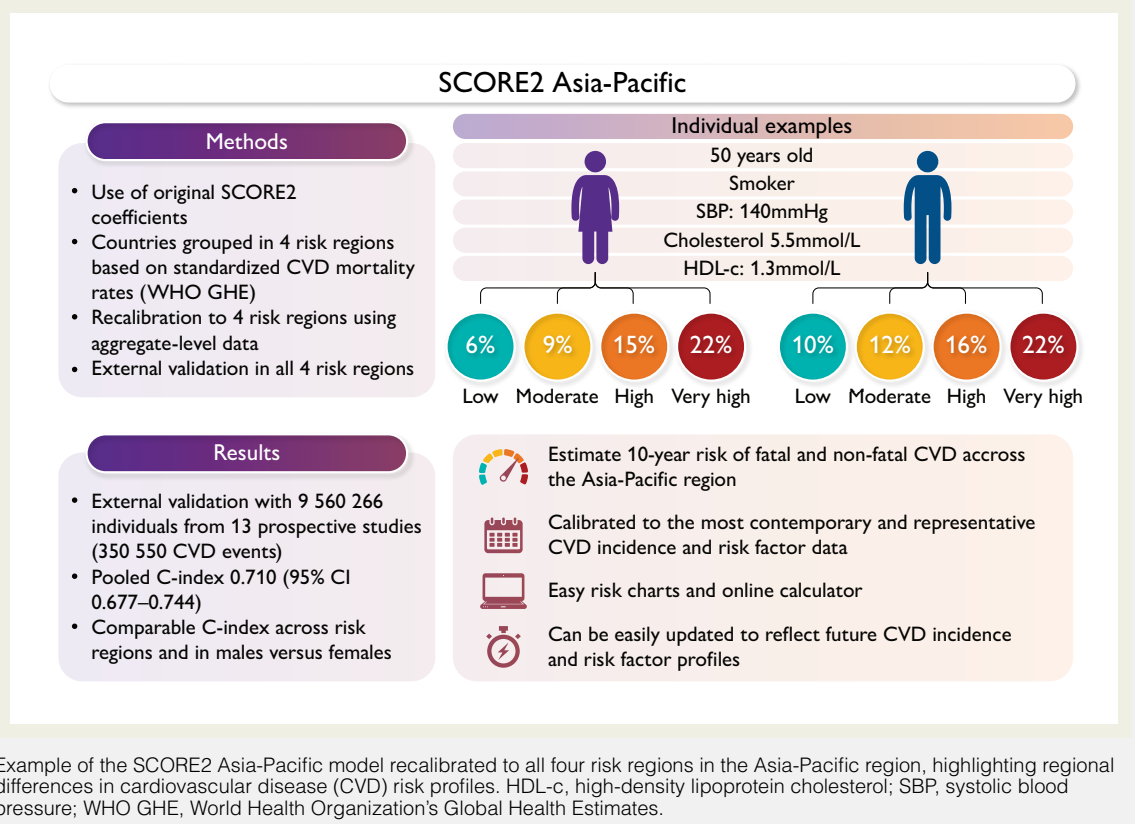 SCORE2 Asia-Pacific
Methods
• Use of original SCORE2
coefficients
• Countries grouped in 4 risk regions
based on standardized CVD mortality
rates (WHO GHE)
• Recalibration to 4 risk regions using
aggregate-level data
• External validation in all 4 risk regions
Individual examples
50 years old
Smoker
SBP: 140mmHg
Cholesterol 5.5mmol/L
HDL-c: 1.3mmol/L
6% 9% 15% 22%
Low Moderate High Very high
10% 12% 16% 22%
Low Moderate High Very high
Results
• External validation with 9 560 266
individuals from 13 prospective studies
(350 550 CVD events)
• Pooled C-index 0.710 (95% CI
0.677–0.744)
• Comparable C-index across risk
regions and in males versus females
Estimate 10-year risk of fatal and non-fatal CVD accross
the Asia-Pacific region
Calibrated to the most contemporary and representative
CVD incidence and risk factor data
Easy risk charts and online calculator
Can be easily updated to reflect future CVD incidence
and risk factor profiles
Example of the SCORE2 Asia-Pacific model recalibrated to all four risk regions in the Asia-Pacific region, highlighting regional
differences in cardiovascular disease (CVD) risk profiles. HDL-c, high-density lipoprotein cholesterol; SBP, systolic blood
pressure; WHO GHE, World Health Organization's Global Health Estimates.